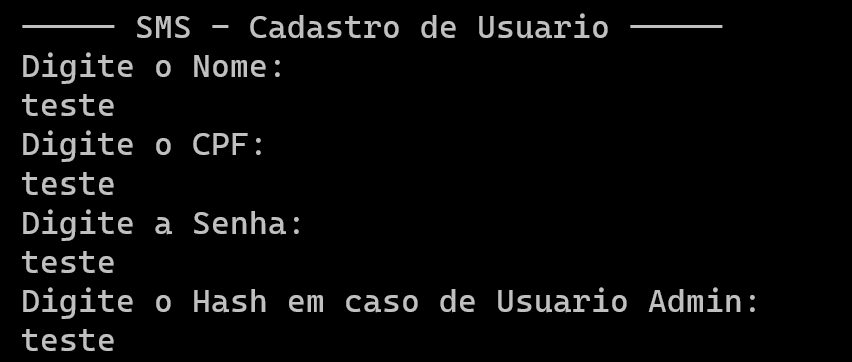 ───── SMS - Cadastro de Usuario ─────
Digite o Nome:
teste
Digite o CPF:
teste
Digite a Senha:
teste
Digite o Hash em caso de Usuario Admin:
teste